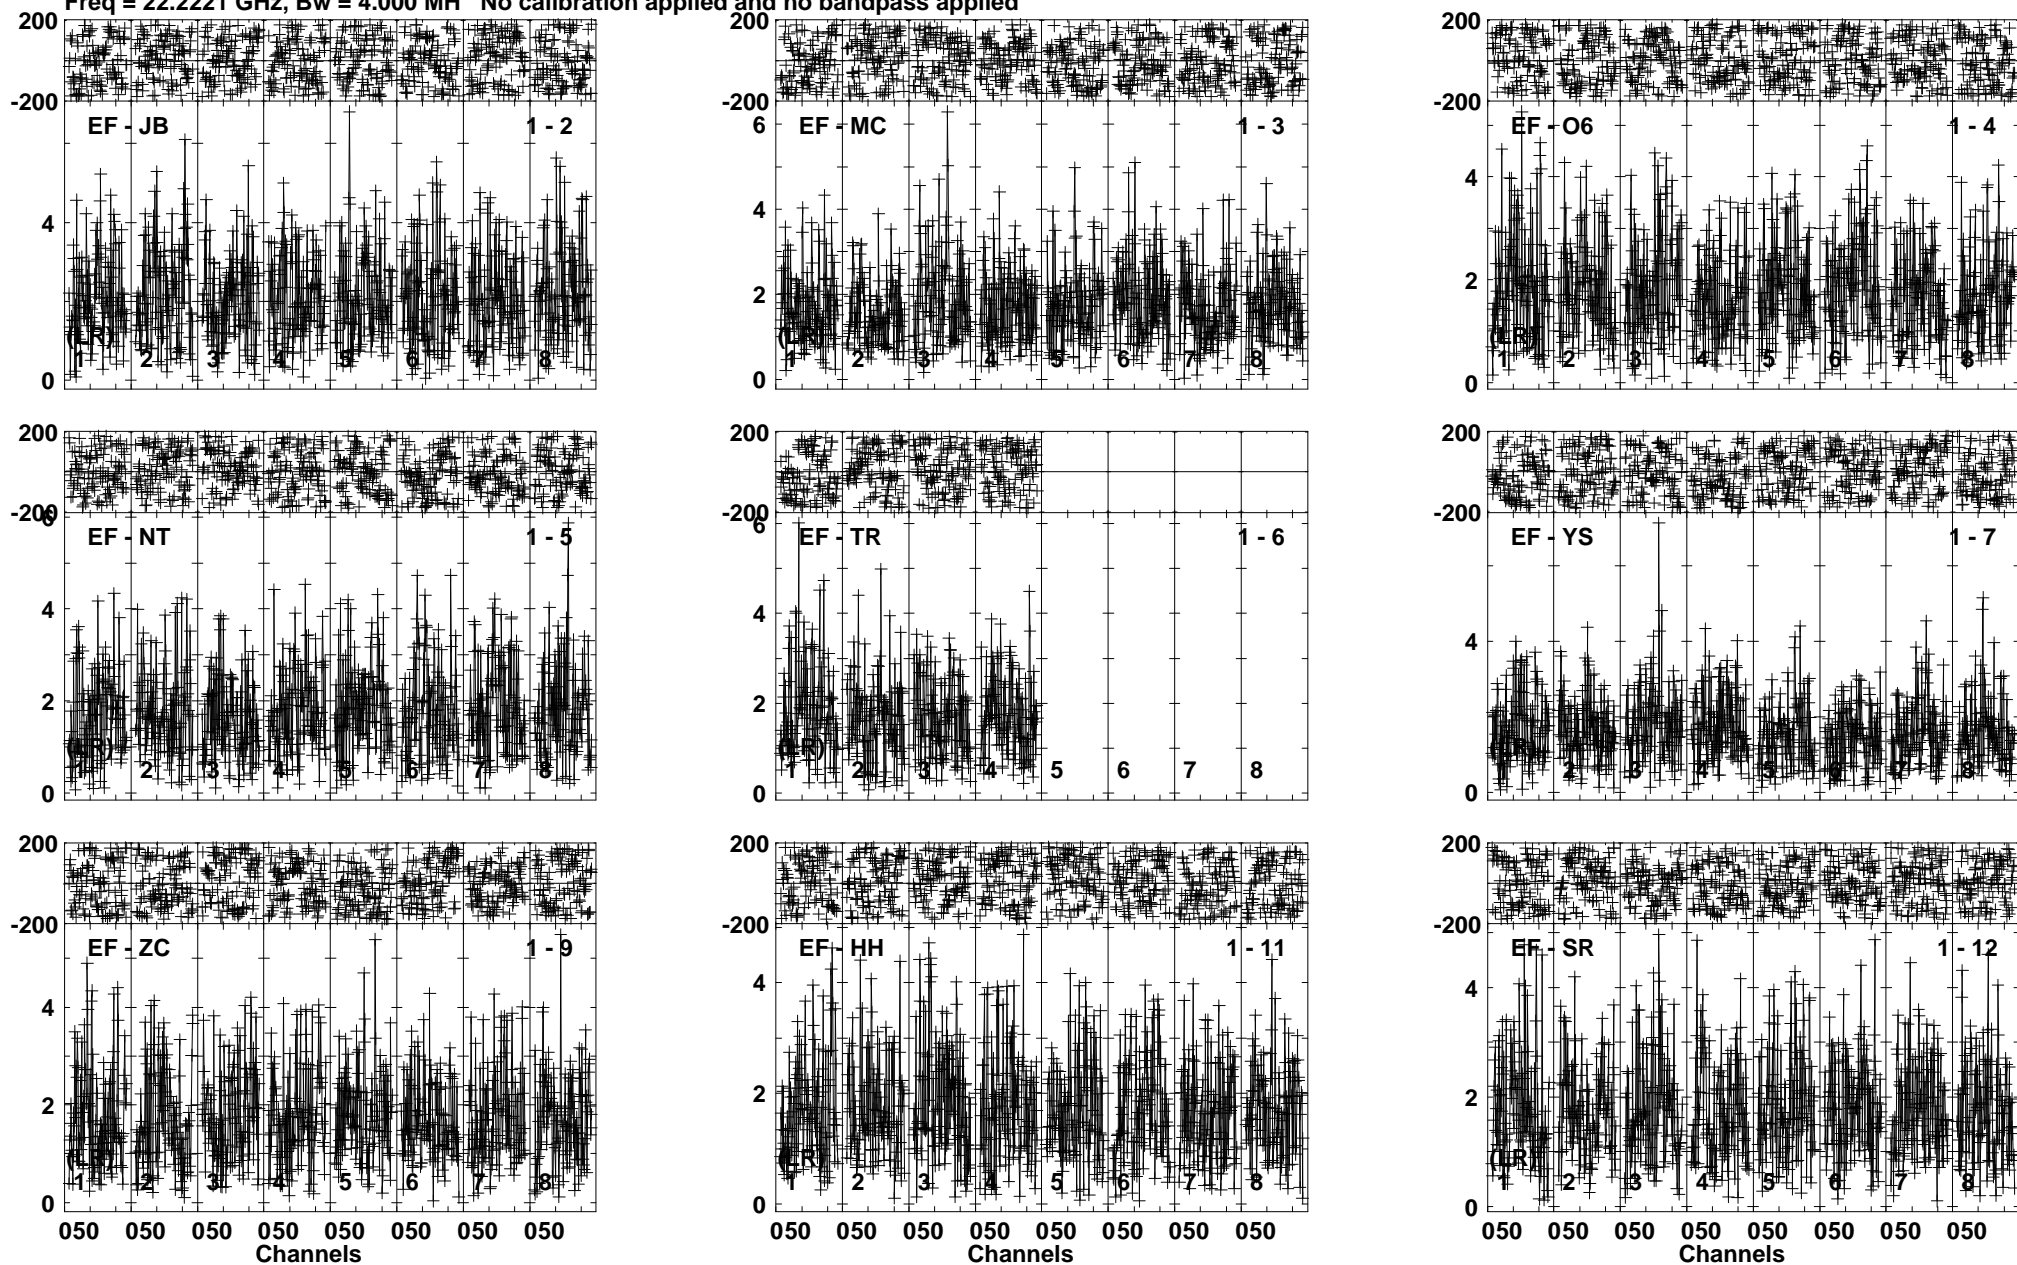 Freq = 22.2221 GHz, Bw = 4.000 MH No calibration applied and no bandpass applied
200 200 200
-200 -200 -200
EF - JB 1 - 2 EF - MC 1 - 3 EF - O6 1 - 4
6
4 4 4
2 2
(LR) (LR) (LR)
1 2 3 4 5 6 7 8 1 2 3 4 5 6 7 8 1 2 3 4 5 6 7 8
0 0 0
200 200 200
-200 -200 -200
6 6
EF - NT 1 - 5 EF - TR 1 - 6 EF - YS 1 - 7
4 4 4
2 2 2
(LR) (LR) (LR)
1 2 3 4 5 6 7 8 1 2 3 4 5 6 7 8 1 2 3 4 5 6 7 8
0 0 0
200 200 200
-200 -200 -200
EF - ZC 1 - 9 EF - HH 1 - 11 EF - SR 1 - 12
4 4 4
2 2 2
(LR) (LR) (LR)
1 2 3 4 5 6 7 8 1 2 3 4 5 6 7 8 1 2 3 4 5 6 7 8
0 0 0
050 050 050 050 050 050 050 050 050 050 050 050 050 050 050 050 050 050 050 050 050 050 050 050
Channels Channels Channels